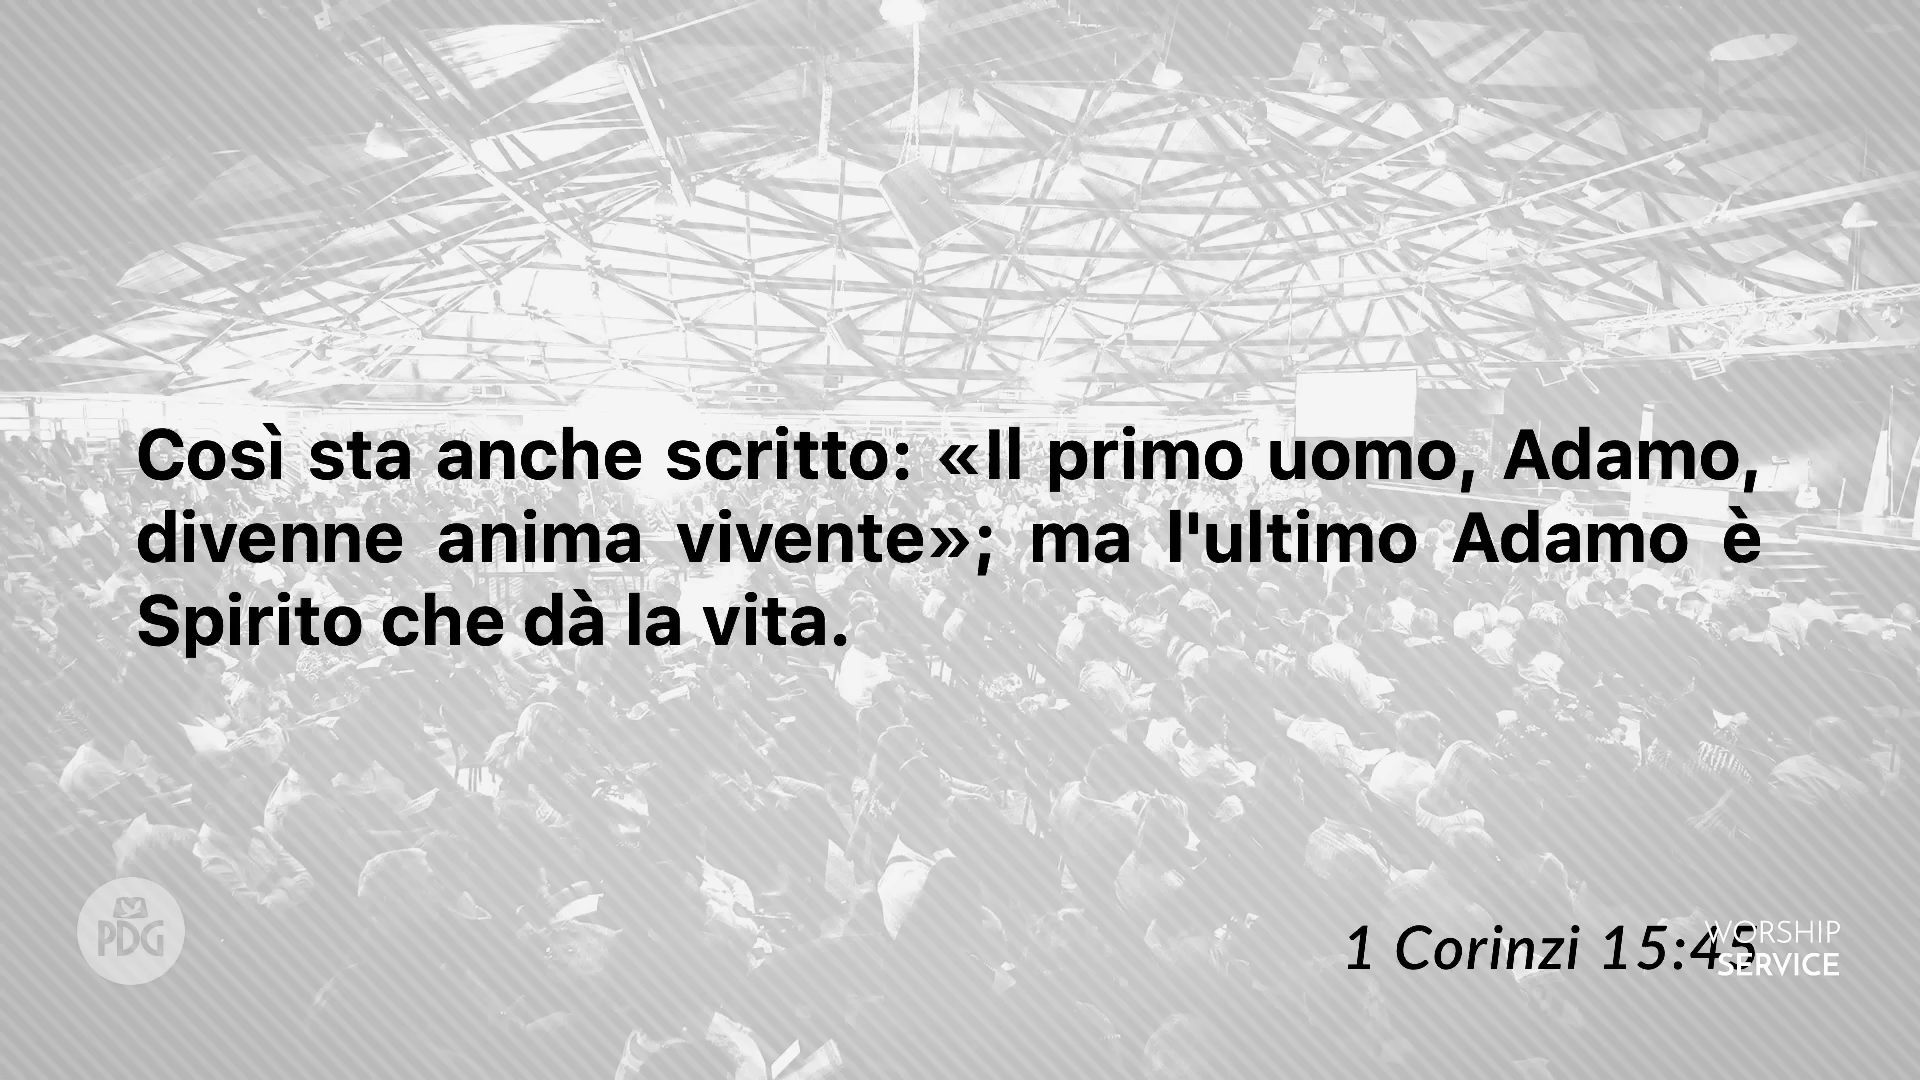 Così sta anche scritto: «Il primo uomo, Adamo,
divenne anima vivente»; ma l'ultimo Adamo è
Spirito che dà la vita.
PDG
1 Corinzi 15:45
WORSHIP
SERVICE